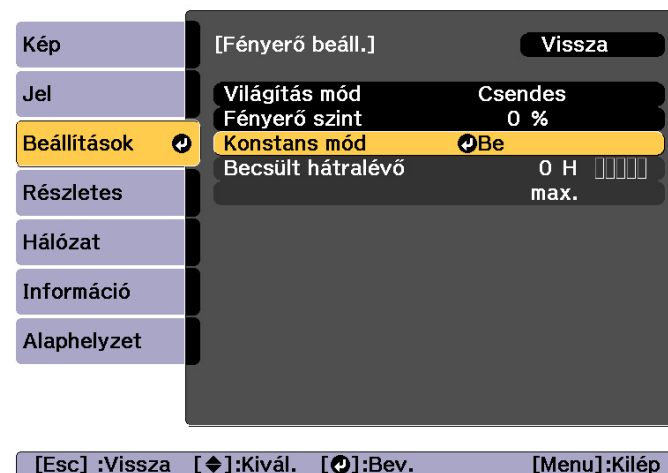 Kép
Jel
Beállítások
Részletes
Hálózat
Információ
Alaphelyzet
[Fényerő beáll.] Vissza
Világítás mód Csendes
Fényerő szint 0 %
Konstans mód Be
Becsült hátralévő 0 H
max.
[Esc] :Vissza [◆]:Kivál. [⏎]:Bev. [Menu]:Kilép